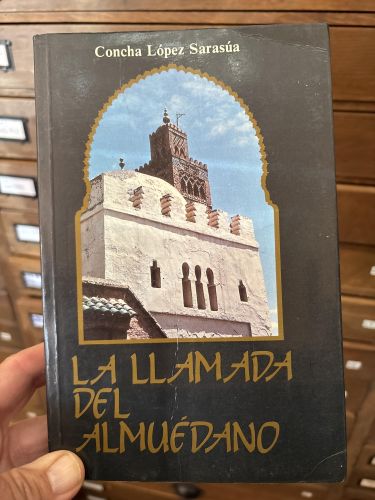 Concha López Sarasúa
LA LLAMADA
DEL
ALMUÉDANO